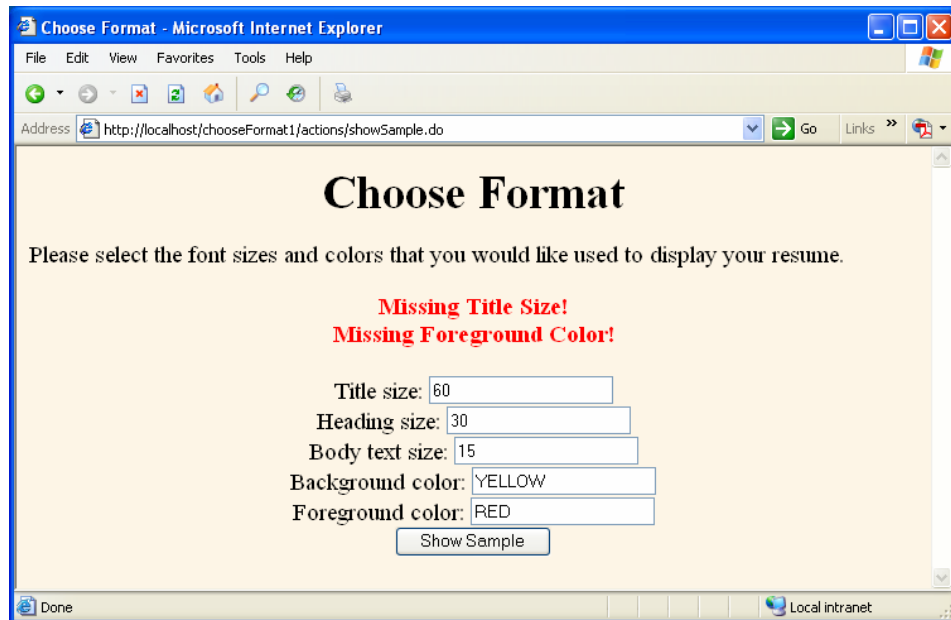 Choose Format - Microsoft Internet Explorer
File Edit View Favorites Tools Help
Address http://localhost/chooseFormat1/actions/showSample.do Go Links »
Choose Format
Please select the font sizes and colors that you would like used to display your resume.
Missing Title Size!
Missing Foreground Color!
Title size: 60
Heading size: 30
Body text size: 15
Background color: YELLOW
Foreground color: RED
Show Sample
Done Local intranet